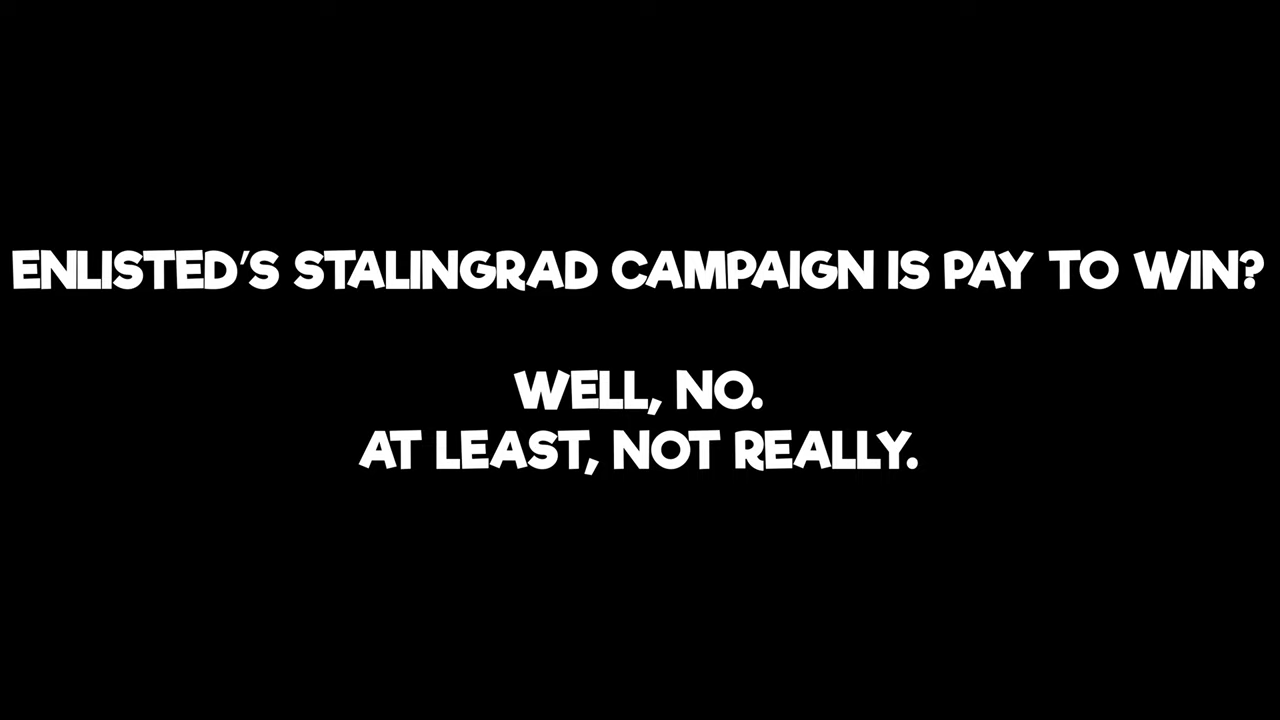 ENLISTED'S STALINGRAD CAMPAIGN IS PAY TO WIN?
WELL, NO.
AT LEAST, NOT REALLY.